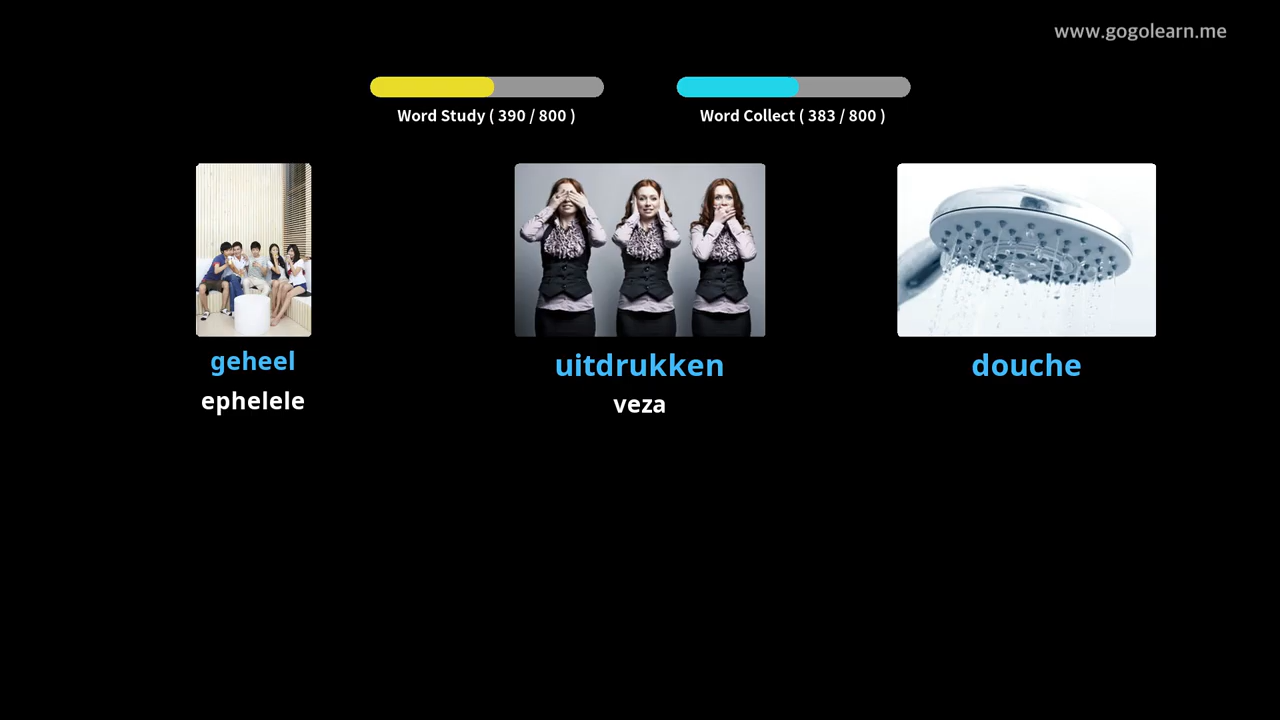 www.gogolearn.me
Word Study ( 390 / 800 )
Word Collect ( 383 / 800 )
geheel
ephelele
uitdrukken
veza
douche